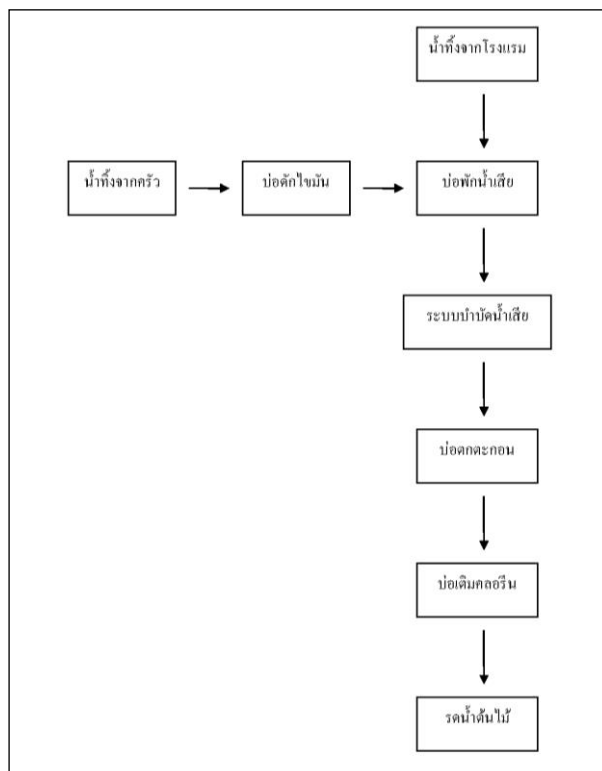 น้ำทิ้งจากโรงแรม
น้ำทิ้งจากครัว
บ่อดักไขมัน
บ่อพักน้ำเสีย
ระบบบำบัดน้ำเสีย
บ่อตกตะกอน
บ่อเติมคลอรีน
รดน้ำต้นไม้